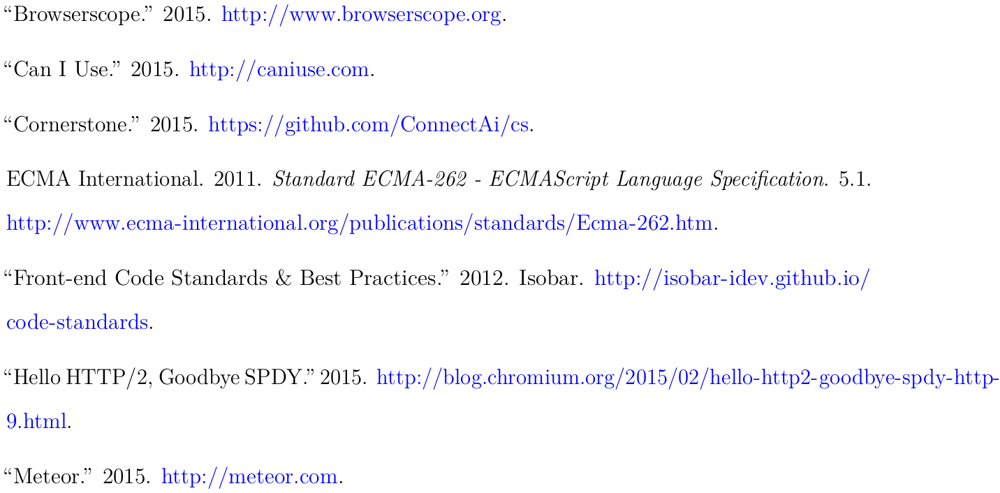 “Browserscope.” 2015. http://www.browserscope.org.
“Can I Use.” 2015. http://caniuse.com.
“Cornerstone.” 2015. https://github.com/ConnectAi/cs.
ECMA International. 2011. Standard ECMA-262 - ECMAScript Language Specification. 5.1.
http://www.ecma-international.org/publications/standards/Ecma-262.htm.
“Front-end Code Standards & Best Practices.” 2012. Isobar. http://isobar-idev.github.io/
code-standards.
“Hello HTTP/2, Goodbye SPDY.” 2015. http://blog.chromium.org/2015/02/hello-http2-goodbye-spdy-http-
9.html.
“Meteor.” 2015. http://meteor.com.